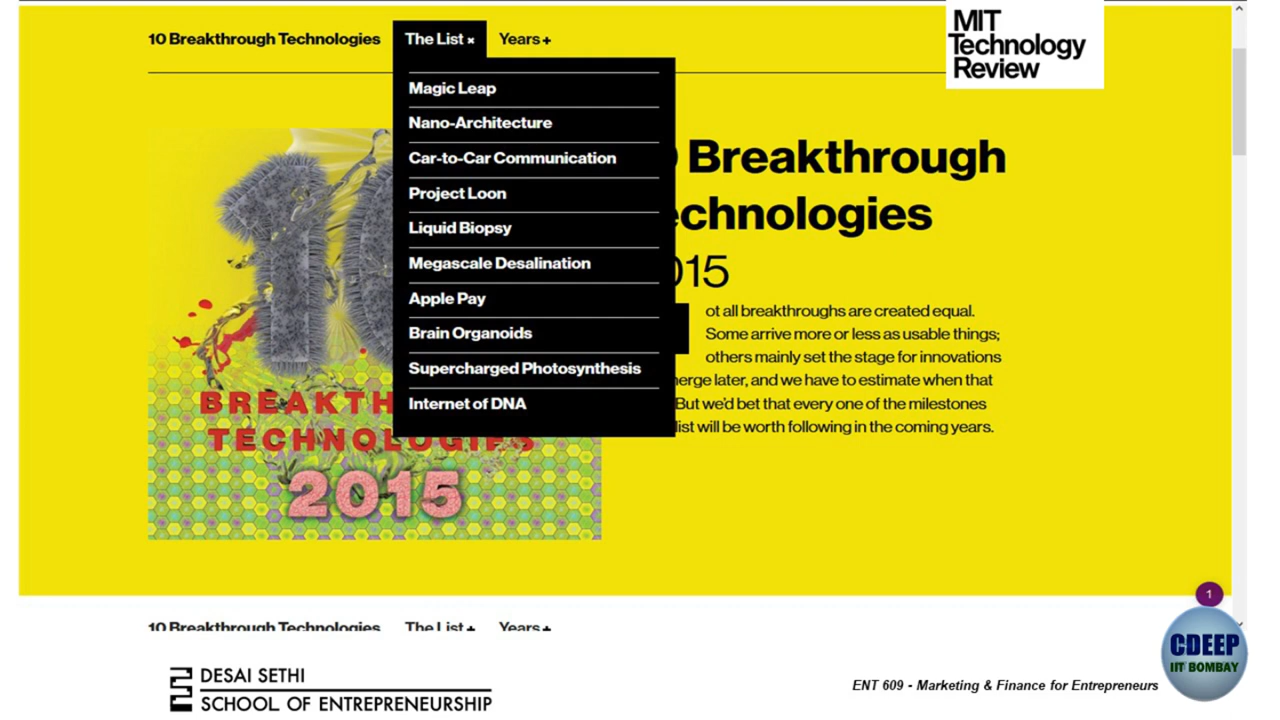 10 Breakthrough Technologies The List × Years +
MIT
Technology
Review
Magic Leap
Nano-Architecture
Car-to-Car Communication
Project Loon
Liquid Biopsy
Megascale Desalination
Apple Pay
Brain Organoids
Supercharged Photosynthesis
Internet of DNA
Breakthrough
echnologies
015
ot all breakthroughs are created equal.
Some arrive more or less as usable things;
others mainly set the stage for innovations
later, and we have to estimate when that
But we'd bet that every one of the milestones
list will be worth following in the coming years.
10
BREAKTH
TECHNOLOGIES
2015
1
10 Breakthrough Technologies The List + Years +
CDEEP
IIT BOMBAY
DESAI SETHI
SCHOOL OF ENTREPRENEURSHIP
ENT 609 - Marketing & Finance for Entrepreneurs